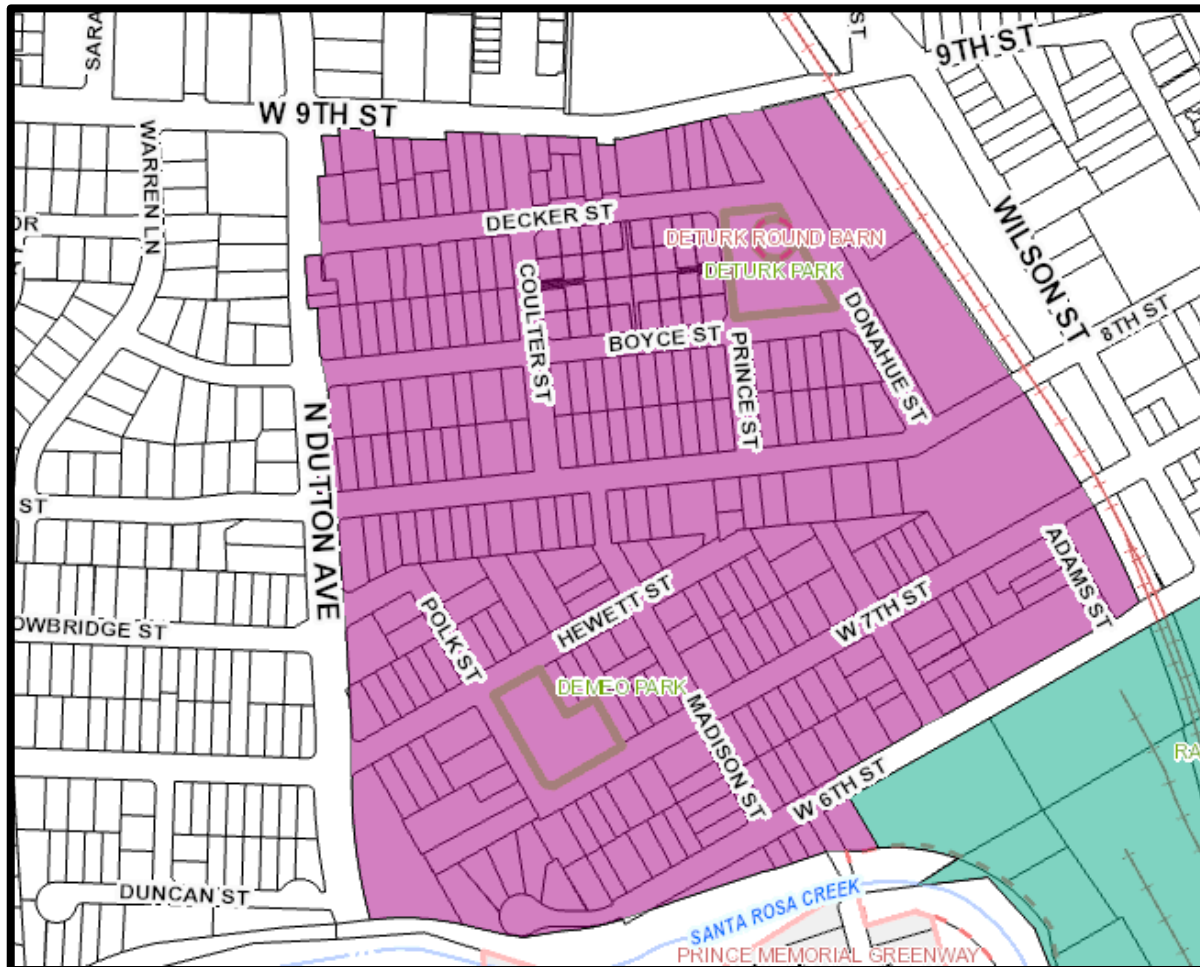 SARA
ST
9TH ST
W 9TH ST
WARREN LN
DECKER ST
WILSON ST
DETURK ROUND BARN
DETURK PARK
COULTER ST
8TH ST
DONAHUE ST
BOYCE ST
PRINCE ST
N DUTTON AVE
ST
ADAMS ST
HEWETT ST
W 7TH ST
POLK ST
OWBRIDGE ST
DEMEO PARK
MADISON ST
RA
W 6TH ST
DUNCAN ST
SANTA ROSA CREEK
PRINCE MEMORIAL GREENWAY